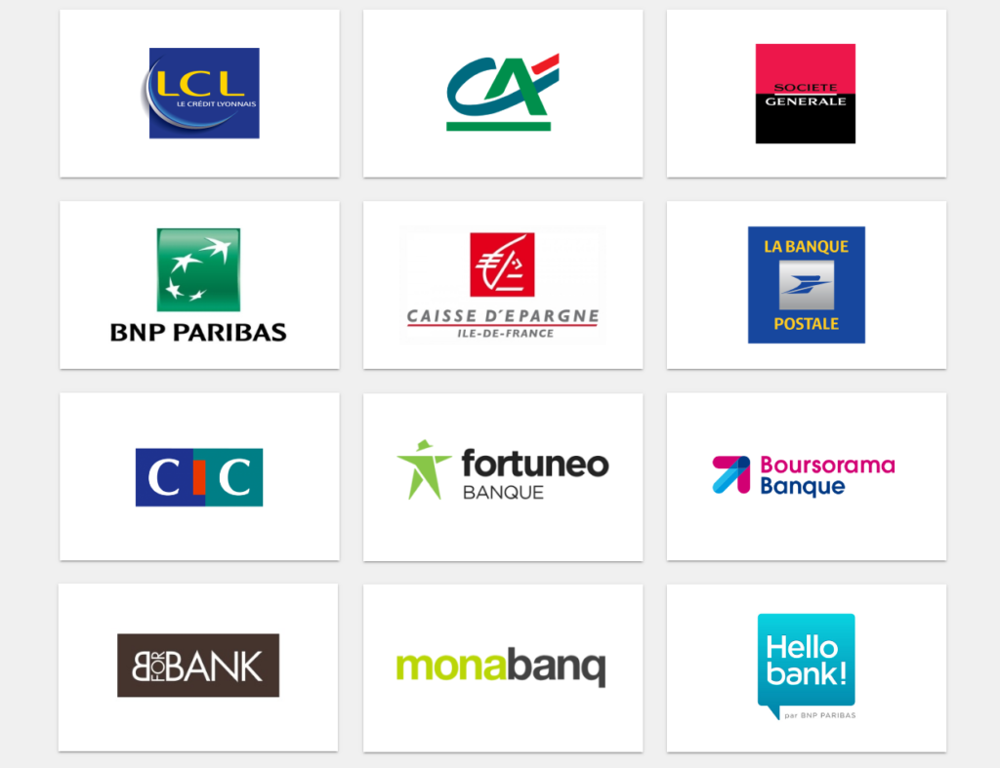 LCL
LE CRÉDIT LYONNAIS
CA
SOCIETE
GENERALE
BNP PARIBAS
CAISSE D'EPARGNE
ILE-DE-FRANCE
LA BANQUE
POSTALE
CIC
fortuneo
BANQUE
Boursorama
Banque
BFORBANK
monabanq
Hello
bank!
par BNP PARIBAS